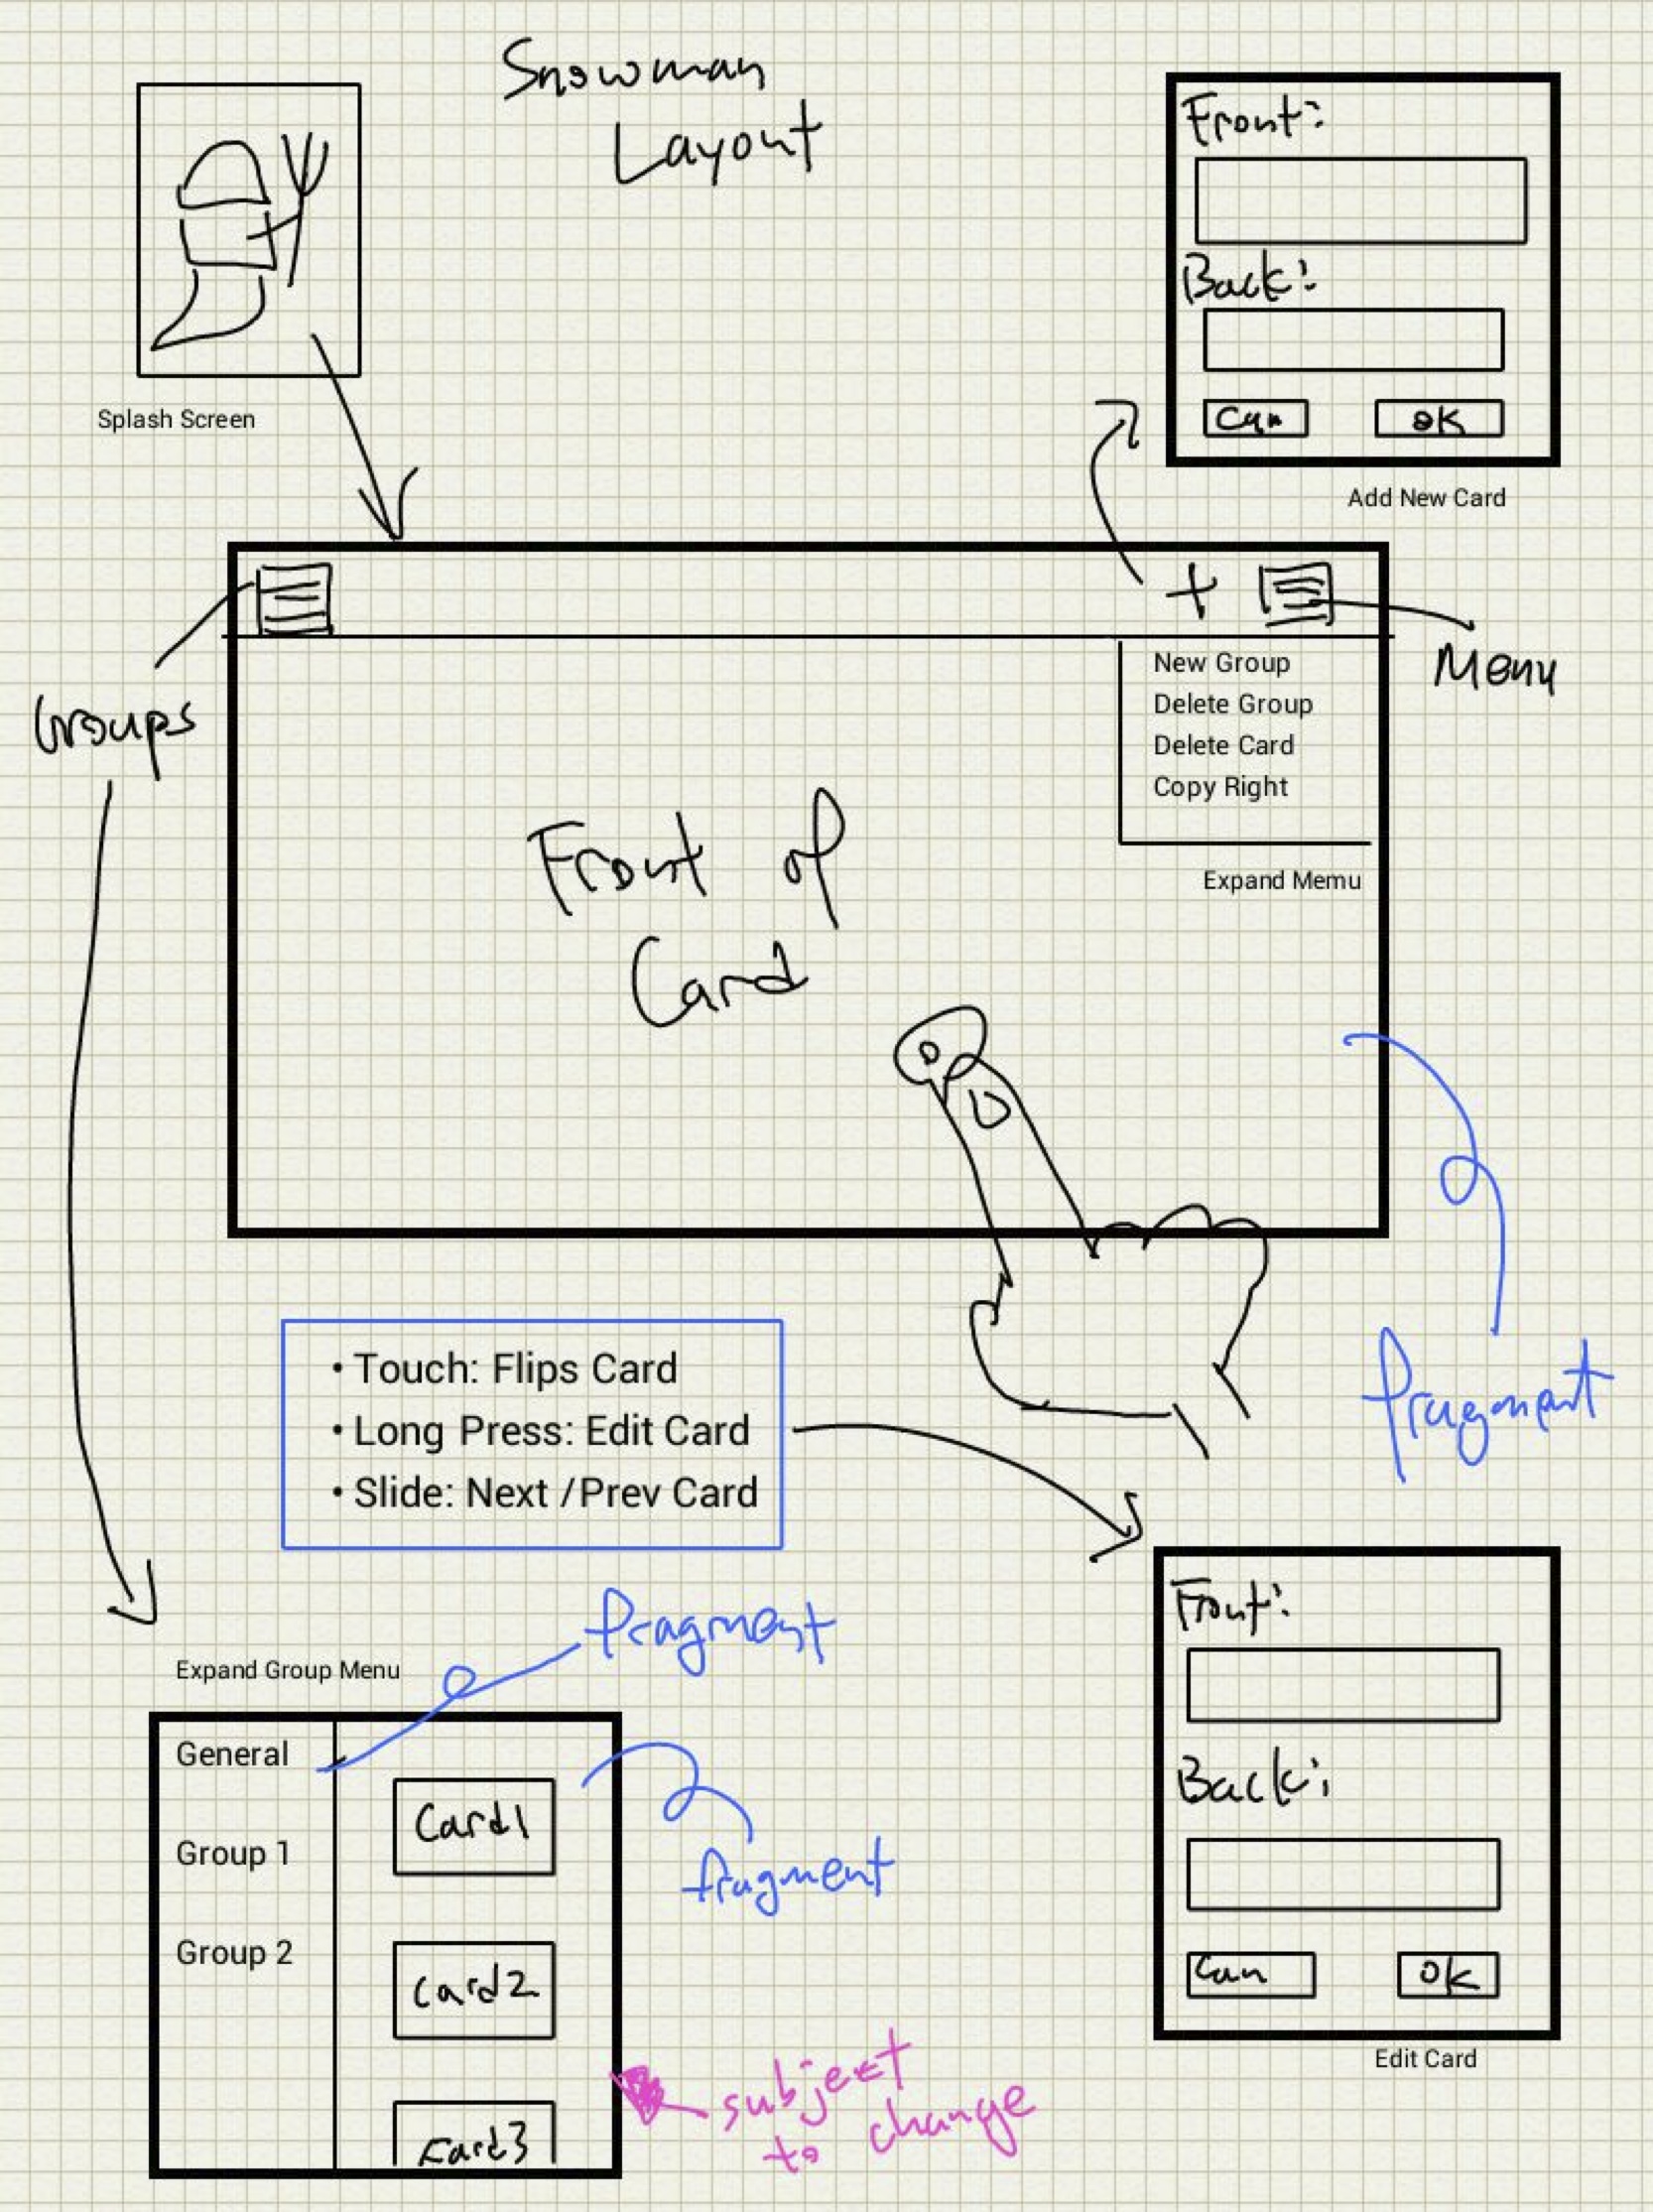 Snowman
Layout
Splash Screen
Front:
Back:
Can
OK
Add New Card
Groups
Menu
New Group
Delete Group
Delete Card
Copy Right
Expand Memu
Front of
Card
• Touch: Flips Card
• Long Press: Edit Card
• Slide: Next /Prev Card
fragment
fragment
Expand Group Menu
General
Group 1
Group 2
Card1
Card2
Card3
fragment
subject
to change
Front:
Back:
Can
OK
Edit Card